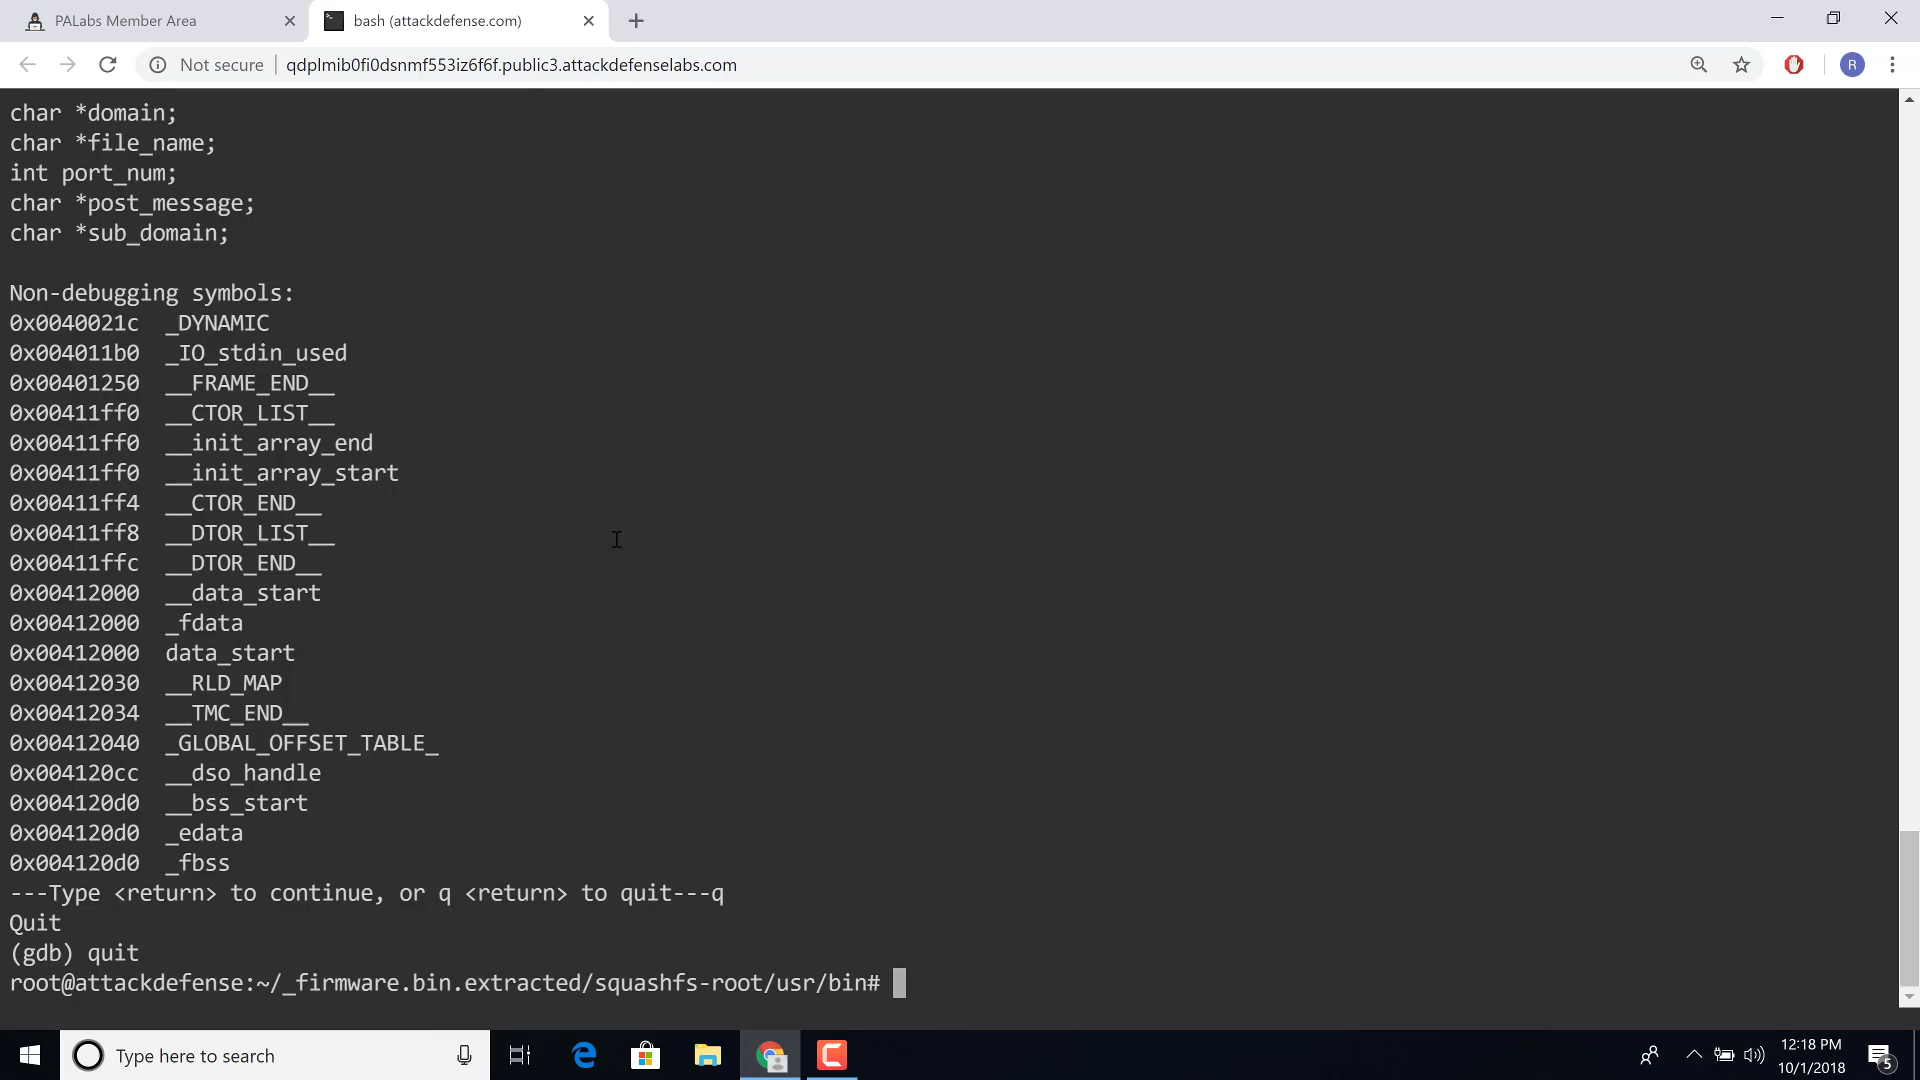 PALabs Member Area
bash (attackdefense.com)
Not secure qdplmib0fi0dsnmf553iz6f6f.public3.attackdefenselabs.com
R
char *domain;
char *file_name;
int port_num;
char *post_message;
char *sub_domain;
Non-debugging symbols:
0x0040021c _DYNAMIC
0x004011b0 _IO_stdin_used
0x00401250 __FRAME_END__
0x00411ff0 __CTOR_LIST__
0x00411ff0 __init_array_end
0x00411ff0 __init_array_start
0x00411ff4 __CTOR_END__
0x00411ff8 __DTOR_LIST__
0x00411ffc __DTOR_END__
0x00412000 __data_start
0x00412000 _fdata
0x00412000 data_start
0x00412030 __RLD_MAP
0x00412034 __TMC_END__
0x00412040 _GLOBAL_OFFSET_TABLE_
0x004120cc __dso_handle
0x004120d0 __bss_start
0x004120d0 _edata
0x004120d0 _fbss
---Type <return> to continue, or q <return> to quit---q
Quit
(gdb) quit
root@attackdefense:~/_firmware.bin.extracted/squashfs-root/usr/bin#
Type here to search
12:18 PM
10/1/2018
5